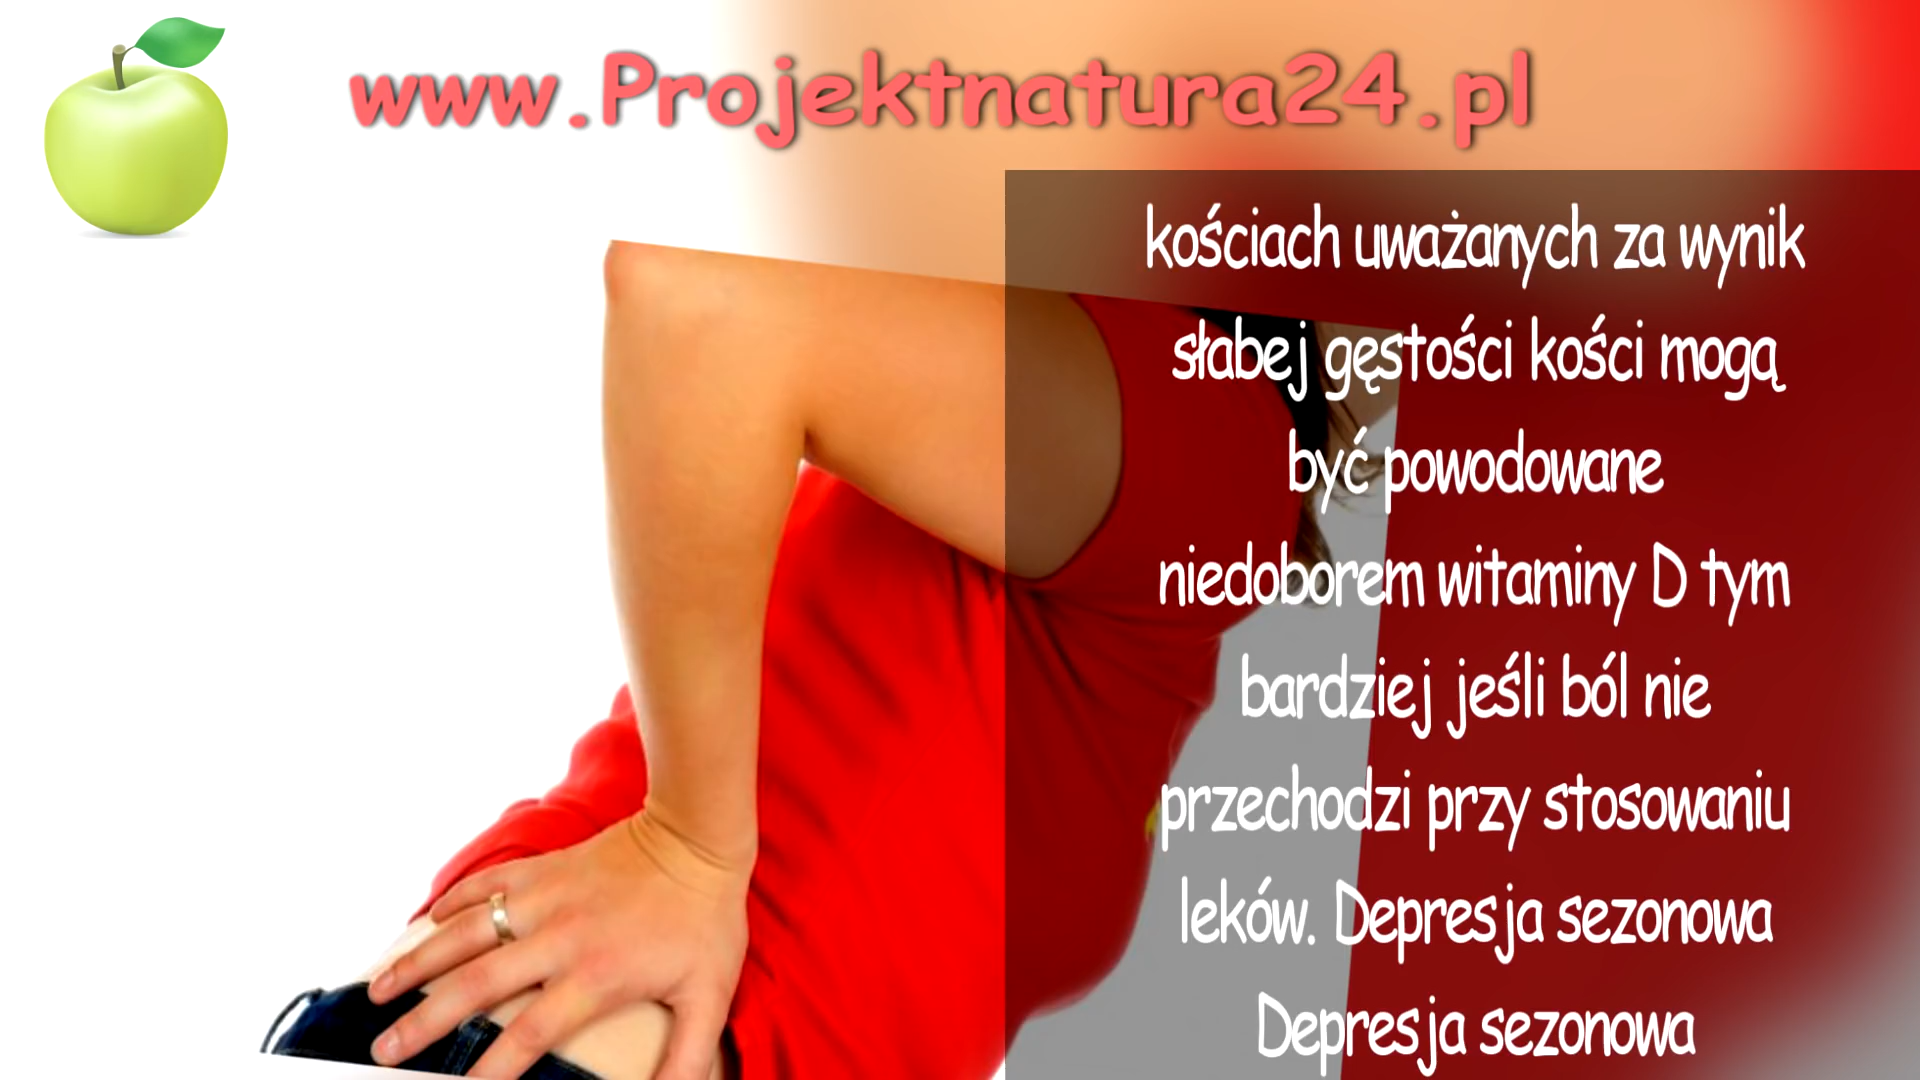 www.Projektnatura24.pl
kościach uważanych za wynik
słabej gęstości kości mogą
być powodowane
niedoborem witaminy D tym
bardziej jeśli ból nie
przechodzi przy stosowaniu
leków. Depresja sezonowa
Depresja sezonowa